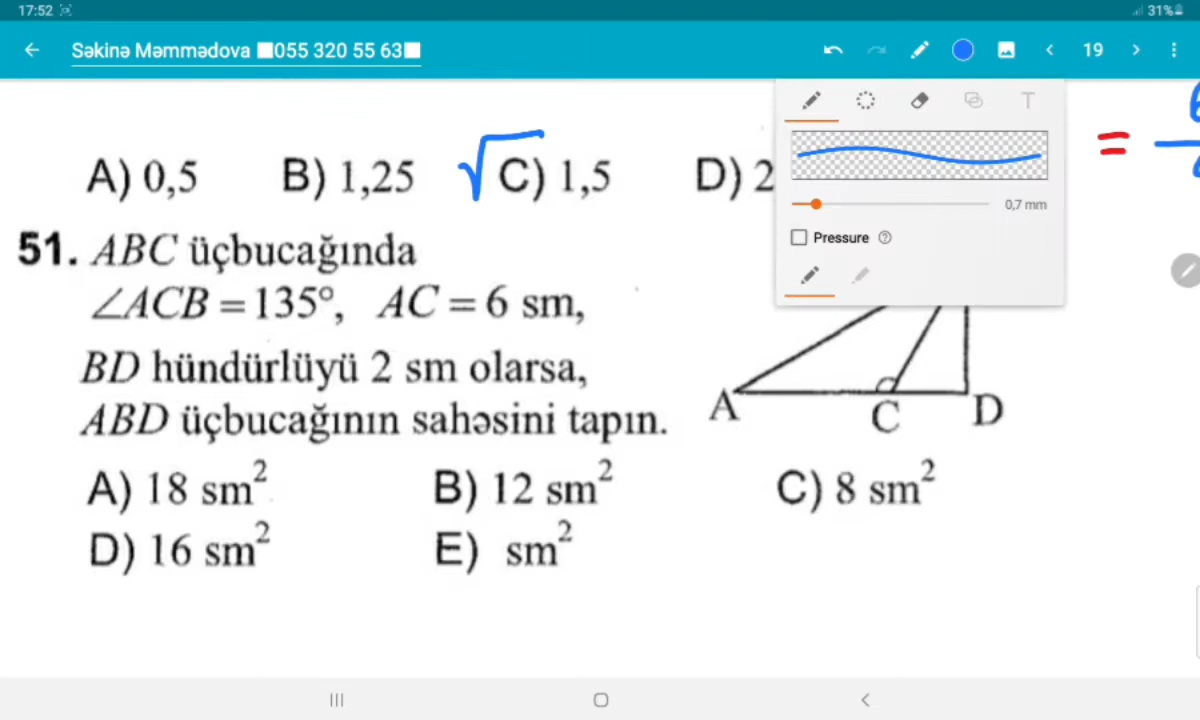 17:52
31%
Səkinə Məmmədova 055 320 55 63
19
T
0,7 mm
Pressure
=
A) 0,5 B) 1,25 √ C) 1,5 D) 2
51. ABC üçbucağında
∠ACB = 135°, AC = 6 sm,
BD hündürlüyü 2 sm olarsa,
ABD üçbucağının sahəsini tapın.
A C D
A) 18 sm² B) 12 sm² C) 8 sm²
D) 16 sm² E) sm²